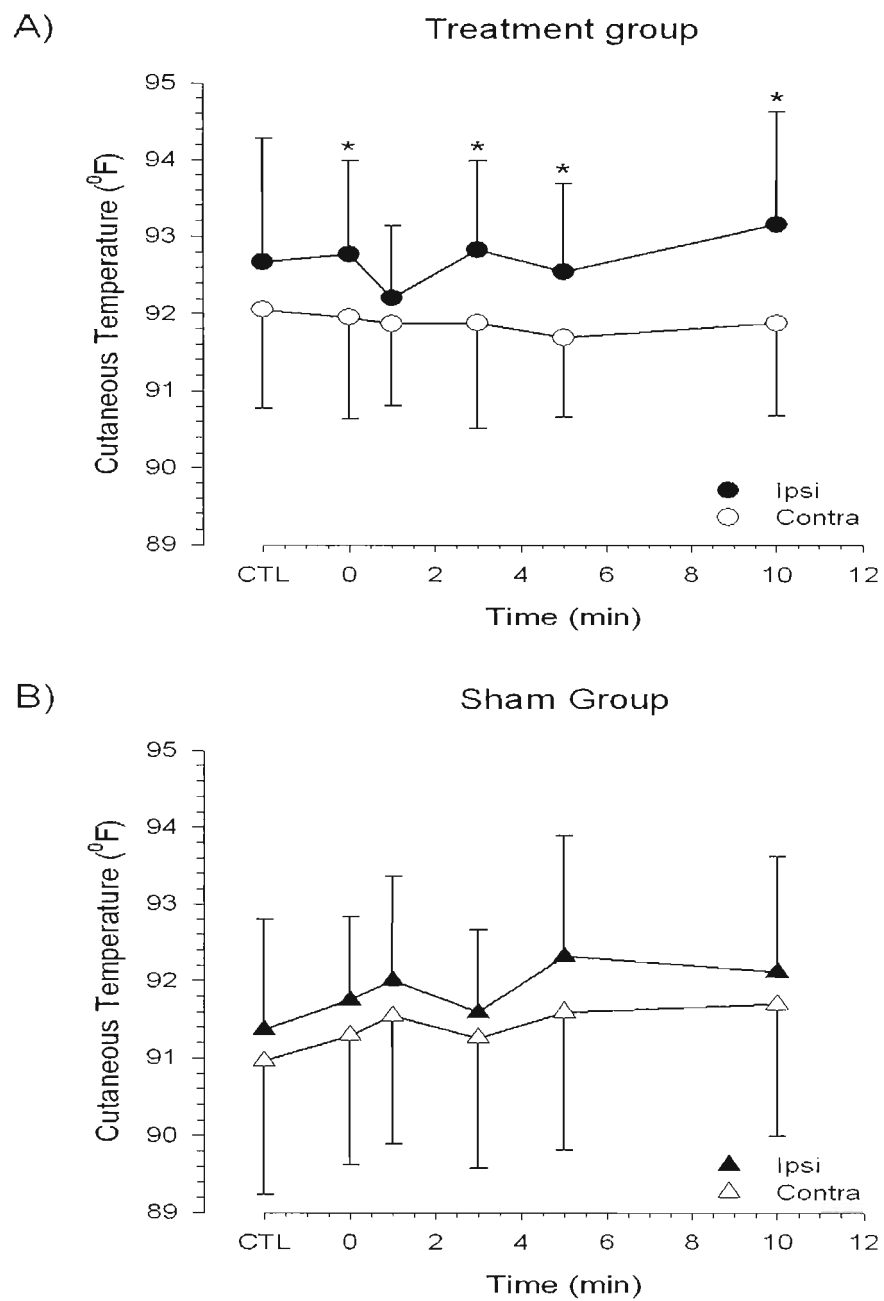 A)
Treatment group
Cutaneous Temperature (⁰F)
95
94
93
92
91
90
89
* * * *
Ipsi
Contra
CTL 0 2 4 6 8 10 12
Time (min)
B)
Sham Group
Cutaneous Temperature (⁰F)
95
94
93
92
91
90
89
Ipsi
Contra
CTL 0 2 4 6 8 10 12
Time (min)